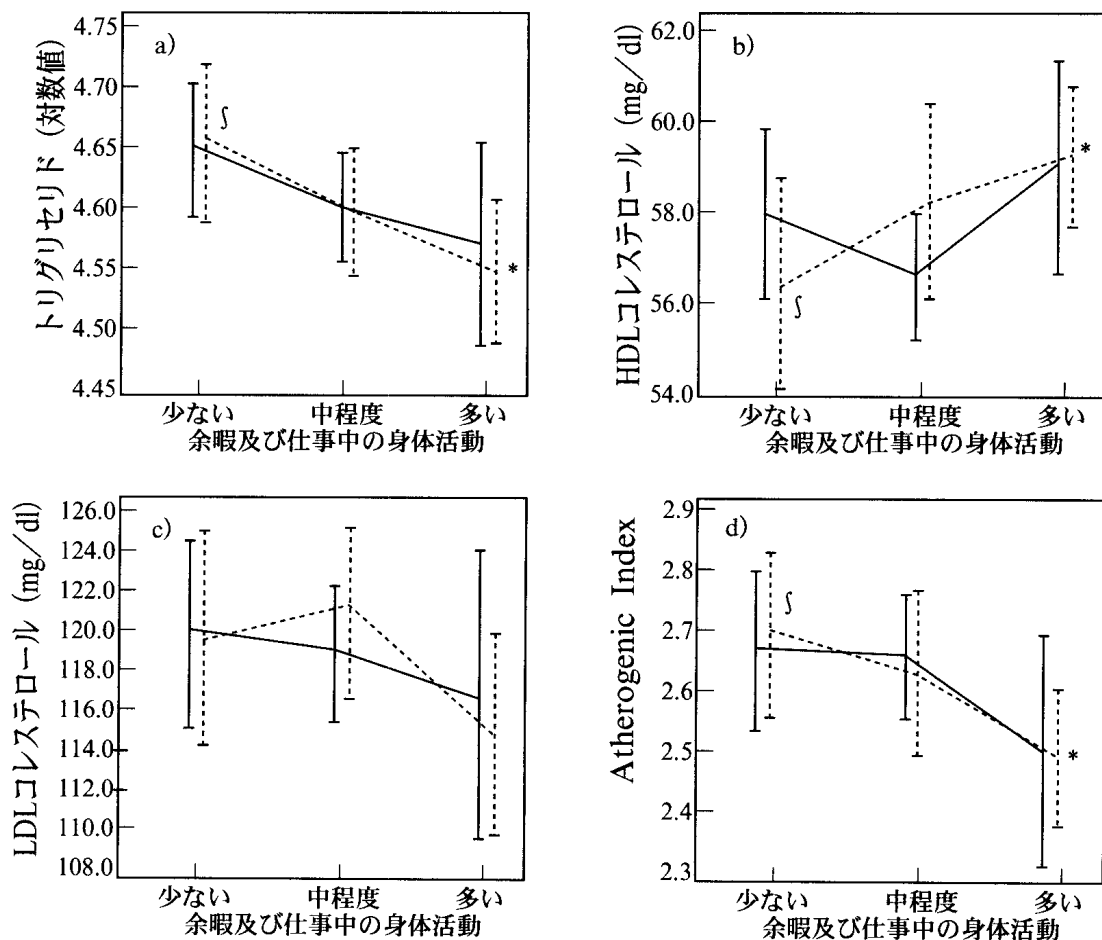 a)
トリグリセリド (対数値)
4.75
4.70
4.65
4.60
4.55
4.50
4.45
∫
*
少ない 中程度 多い
余暇及び仕事中の身体活動
b)
HDLコレステロール (mg/dl)
62.0
60.0
58.0
56.0
54.0
∫
*
少ない 中程度 多い
余暇及び仕事中の身体活動
c)
LDLコレステロール (mg/dl)
126.0
124.0
122.0
120.0
118.0
116.0
114.0
112.0
110.0
108.0
少ない 中程度 多い
余暇及び仕事中の身体活動
d)
Atherogenic Index
2.9
2.8
2.7
2.6
2.5
2.4
2.3
∫
*
少ない 中程度 多い
余暇及び仕事中の身体活動